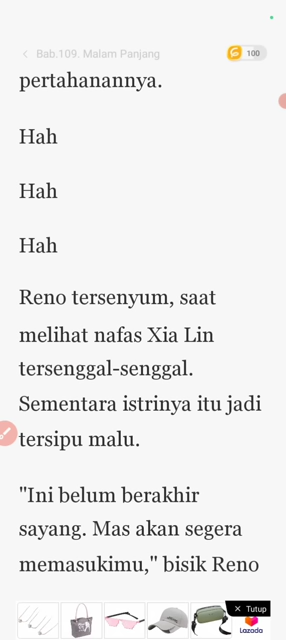 Bab.109. Malam Panjang
100
pertahanannya.
Hah
Hah
Hah
Reno tersenyum, saat
melihat nafas Xia Lin
tersenggal-senggal.
Sementara istrinya itu jadi
tersipu malu.
"Ini belum berakhir
sayang. Mas akan segera
memasukimu," bisik Reno
Tutup
Lazada